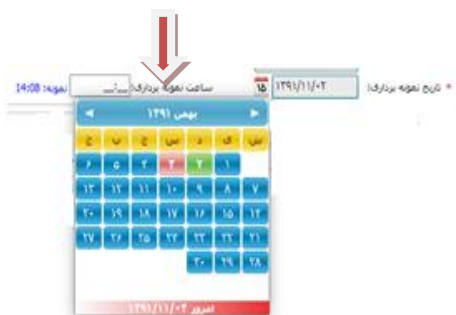 * تاریخ نمونه برداری: ۱۳۹۱/۱۱/۰۲ ۱۵ ساعت نمونه برداری: __:__ نمونه: 14:08
بهمن ۱۳۹۱
ش ی د س چ پ ج
۱ ۲ ۳ ۴ ۵ ۶
۷ ۸ ۹ ۱۰ ۱۱ ۱۲ ۱۳
۱۴ ۱۵ ۱۶ ۱۷ ۱۸ ۱۹ ۲۰
۲۱ ۲۲ ۲۳ ۲۴ ۲۵ ۲۶ ۲۷
۲۸ ۲۹ ۳۰
امروز ۱۳۹۱/۱۱/۰۳